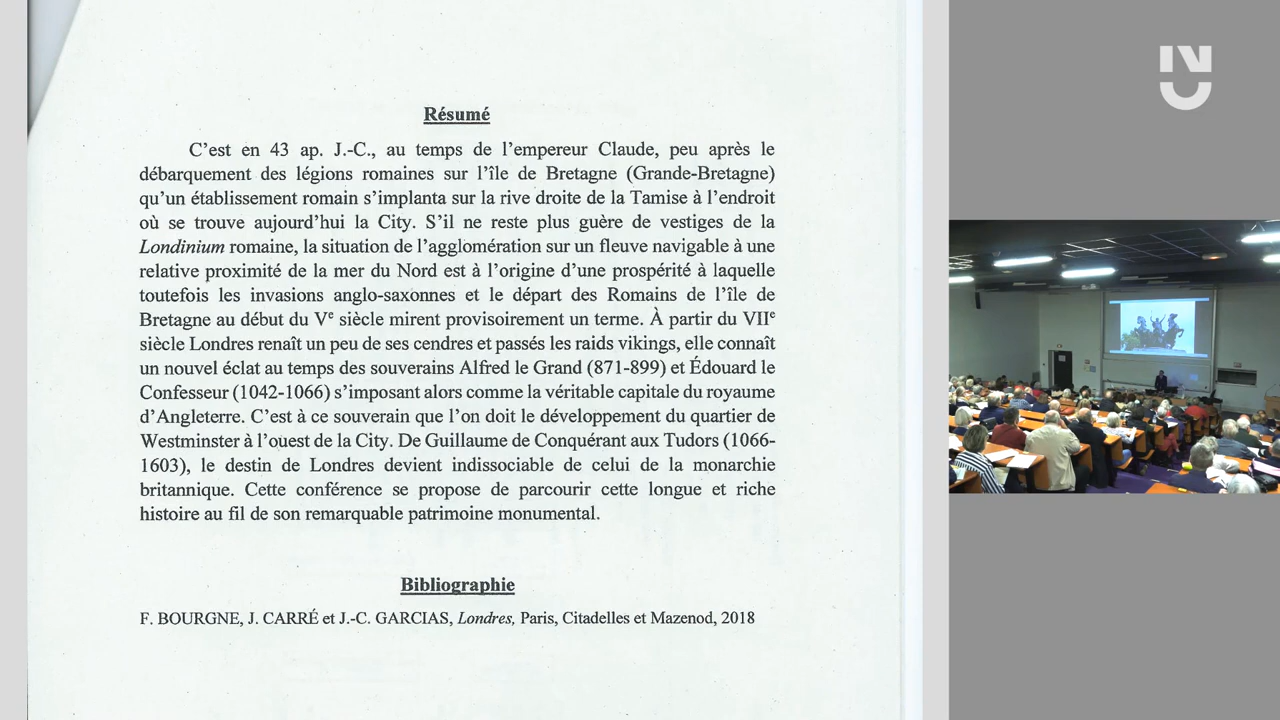 Résumé
C'est en 43 ap. J.-C., au temps de l'empereur Claude, peu après le
débarquement des légions romaines sur l'île de Bretagne (Grande-Bretagne)
qu'un établissement romain s'implanta sur la rive droite de la Tamise à l'endroit
où se trouve aujourd'hui la City. S'il ne reste plus guère de vestiges de la
Londinium romaine, la situation de l'agglomération sur un fleuve navigable à une
relative proximité de la mer du Nord est à l'origine d'une prospérité à laquelle
toutefois les invasions anglo-saxonnes et le départ des Romains de l'île de
Bretagne au début du Ve siècle mirent provisoirement un terme. À partir du VIIe
siècle Londres renaît un peu de ses cendres et passés les raids vikings, elle connaît
un nouvel éclat au temps des souverains Alfred le Grand (871-899) et Édouard le
Confesseur (1042-1066) s'imposant alors comme la véritable capitale du royaume
d'Angleterre. C'est à ce souverain que l'on doit le développement du quartier de
Westminster à l'ouest de la City. De Guillaume de Conquérant aux Tudors (1066-
1603), le destin de Londres devient indissociable de celui de la monarchie
britannique. Cette conférence se propose de parcourir cette longue et riche
histoire au fil de son remarquable patrimoine monumental.
Bibliographie
F. BOURGNE, J. CARRÉ et J.-C. GARCIAS, Londres, Paris, Citadelles et Mazenod, 2018